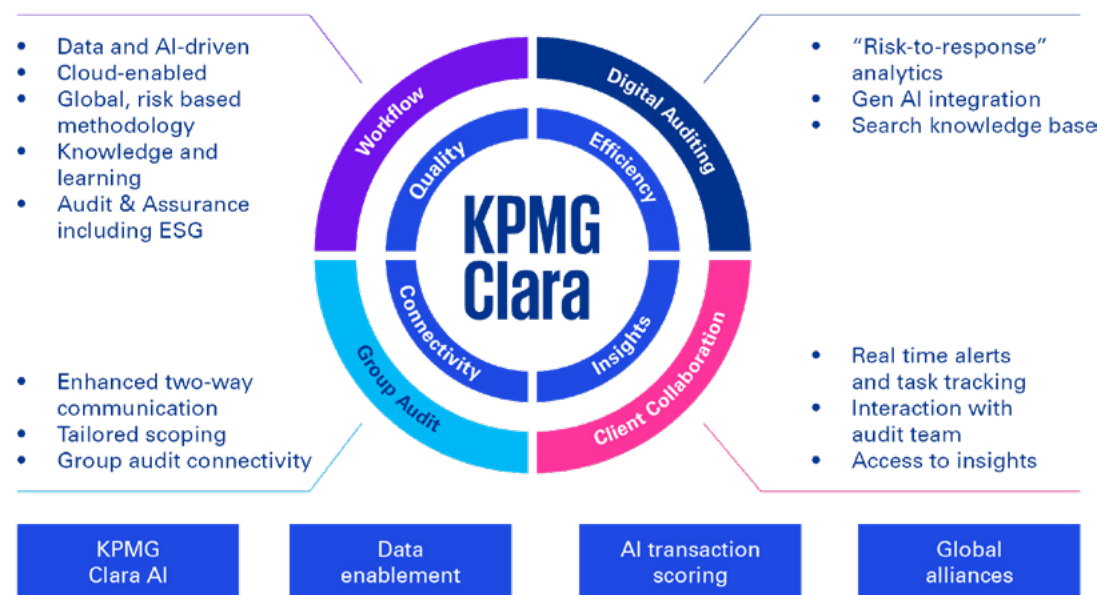 • Data and AI-driven
• Cloud-enabled
• Global, risk based
methodology
• Knowledge and
learning
• Audit & Assurance
including ESG
• “Risk-to-response”
analytics
• Gen AI integration
• Search knowledge base
Workflow
Digital Auditing
Quality
Efficiency
KPMG
Clara
Connectivity
Insights
Group Audit
Client Collaboration
• Enhanced two-way
communication
• Tailored scoping
• Group audit connectivity
• Real time alerts
and task tracking
• Interaction with
audit team
• Access to insights
KPMG
Clara AI
Data
enablement
AI transaction
scoring
Global
alliances